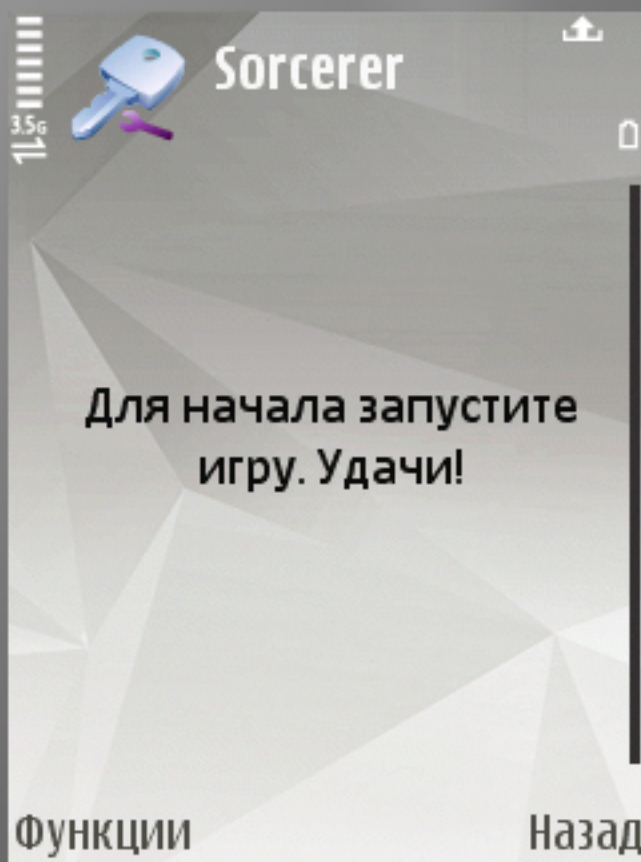 Sorcerer
3.5G
Для начала запустите
игру. Удачи!
Функции
Назад